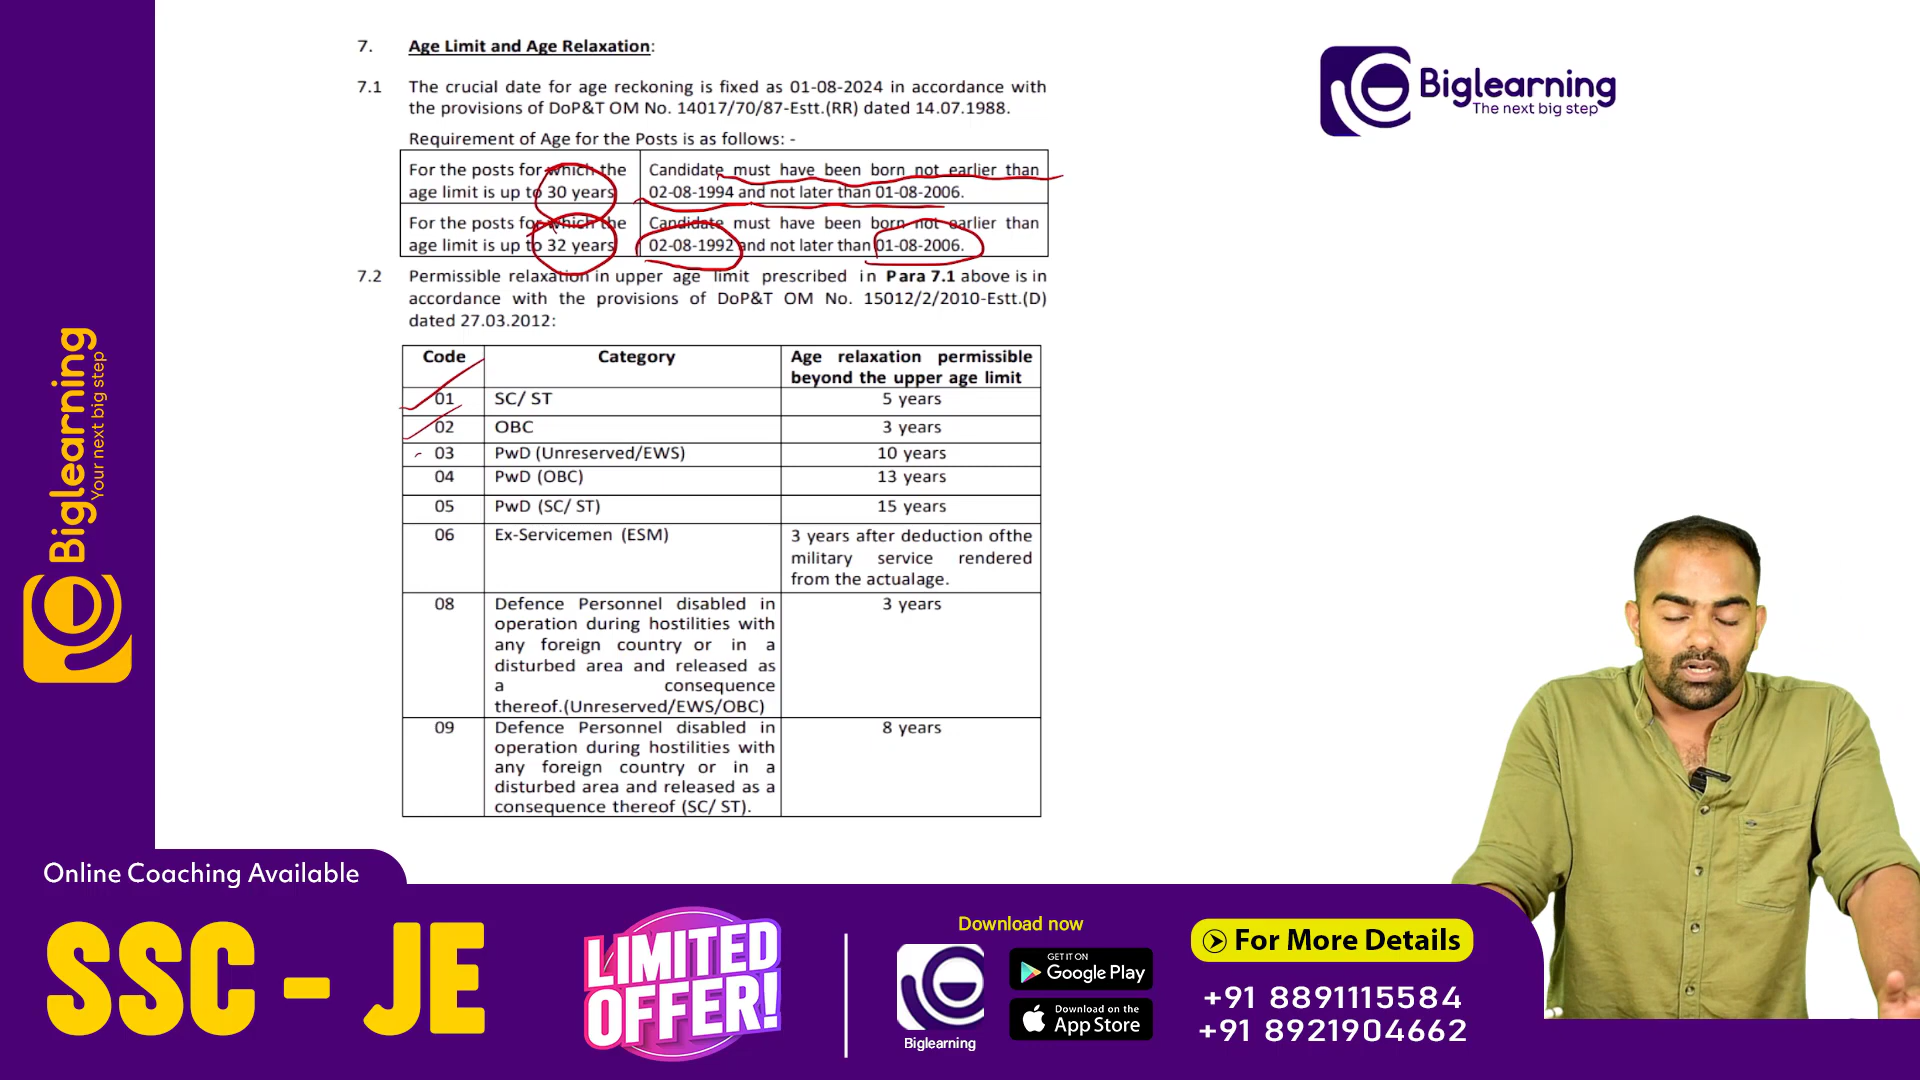 7. Age Limit and Age Relaxation:
7.1 The crucial date for age reckoning is fixed as 01-08-2024 in accordance with
the provisions of DoP&T OM No. 14017/70/87-Estt.(RR) dated 14.07.1988.
Requirement of Age for the Posts is as follows: -
For the posts for which the
age limit is up to 30 years
Candidate must have been born not earlier than
02-08-1994 and not later than 01-08-2006.
For the posts for which the
age limit is up to 32 years
Candidate must have been born not earlier than
02-08-1992 and not later than 01-08-2006.
7.2 Permissible relaxation in upper age limit prescribed in Para 7.1 above is in
accordance with the provisions of DoP&T OM No. 15012/2/2010-Estt.(D)
dated 27.03.2012:
Code Category Age relaxation permissible
beyond the upper age limit
01 SC/ ST 5 years
02 OBC 3 years
03 PwD (Unreserved/EWS) 10 years
04 PwD (OBC) 13 years
05 PwD (SC/ ST) 15 years
06 Ex-Servicemen (ESM) 3 years after deduction ofthe
military service rendered
from the actualage.
08 Defence Personnel disabled in 3 years
operation during hostilities with
any foreign country or in a
disturbed area and released as
a consequence
thereof.(Unreserved/EWS/OBC)
09 Defence Personnel disabled in 8 years
operation during hostilities with
any foreign country or in a
disturbed area and released as a
consequence thereof (SC/ ST).
Biglearning
The next big step
Biglearning
Your next big step
Online Coaching Available
SSC - JE
LIMITED
OFFER!
Download now
Biglearning
GET IT ON
Google Play
Download on the
App Store
For More Details
+91 8891115584
+91 8921904662